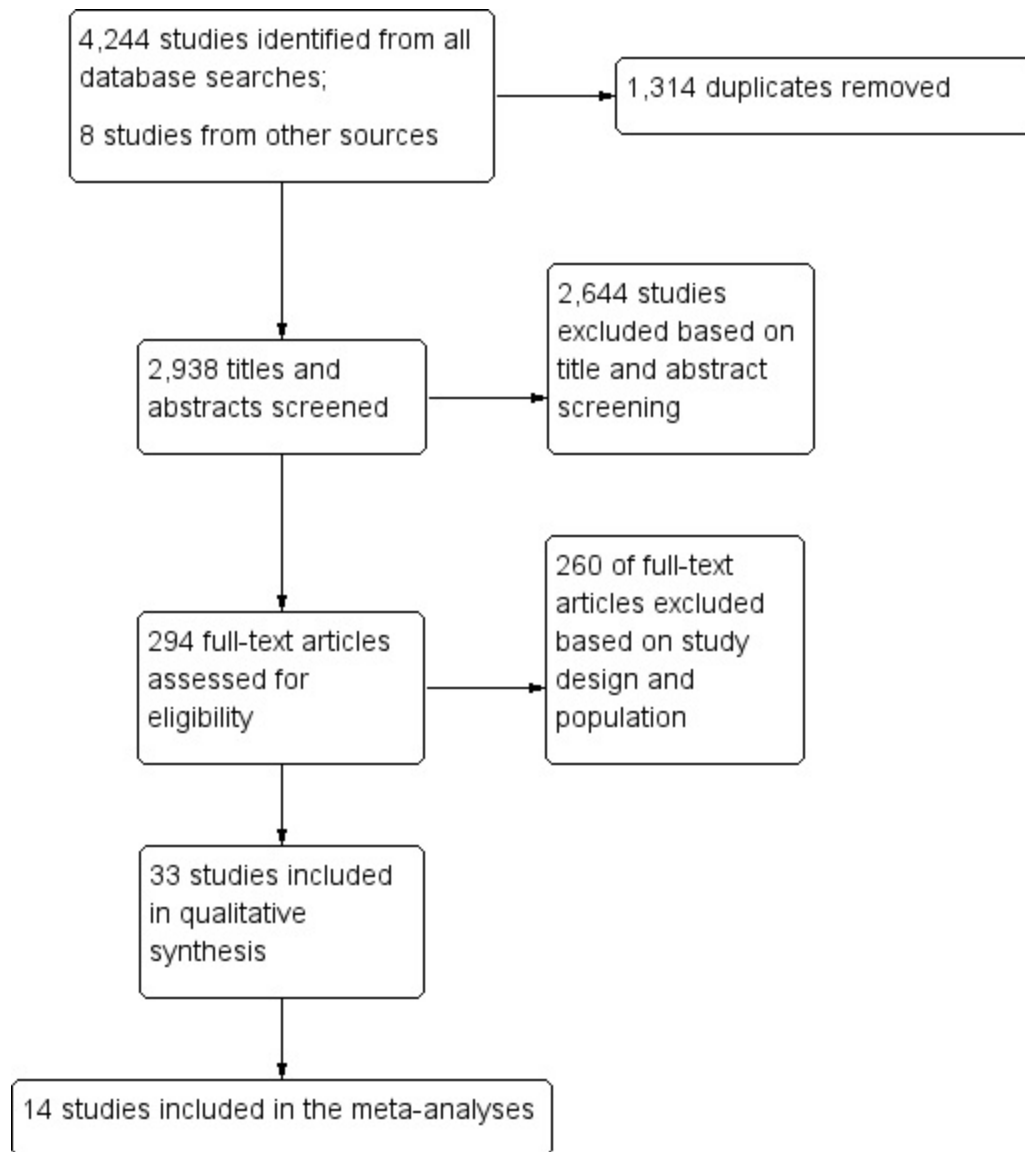 4,244 studies identified from all
database searches;
8 studies from other sources
1,314 duplicates removed
2,938 titles and
abstracts screened
2,644 studies
excluded based on
title and abstract
screening
294 full-text articles
assessed for
eligibility
260 of full-text
articles excluded
based on study
design and
population
33 studies included
in qualitative
synthesis
14 studies included in the meta-analyses